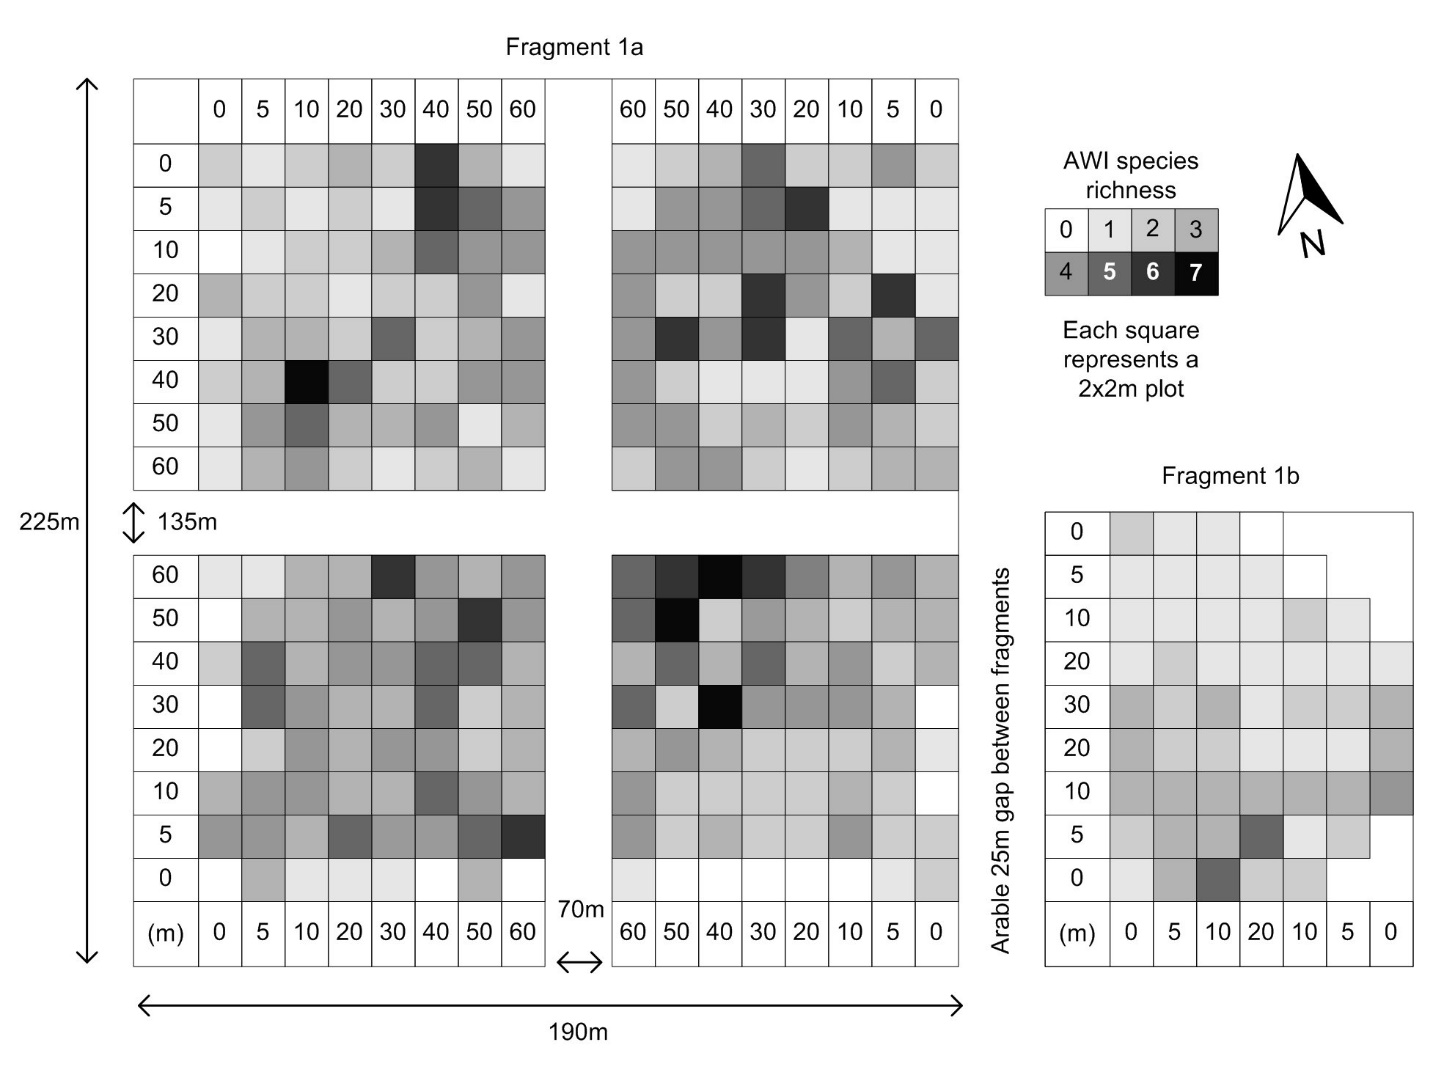 Fragment 1a
0 5 10 20 30 40 50 60 60 50 40 30 20 10 5 0
0
5
10
20
30
40
50
60
225m
135m
60
50
40
30
20
10
5
0
70m
(m) 0 5 10 20 30 40 50 60 60 50 40 30 20 10 5 0
190m
Arable 25m gap between fragments
AWI species
richness
0 1 2 3
4 5 6 7
N
Each square
represents a
2x2m plot
Fragment 1b
0
5
10
20
30
20
10
5
0
(m) 0 5 10 20 10 5 0